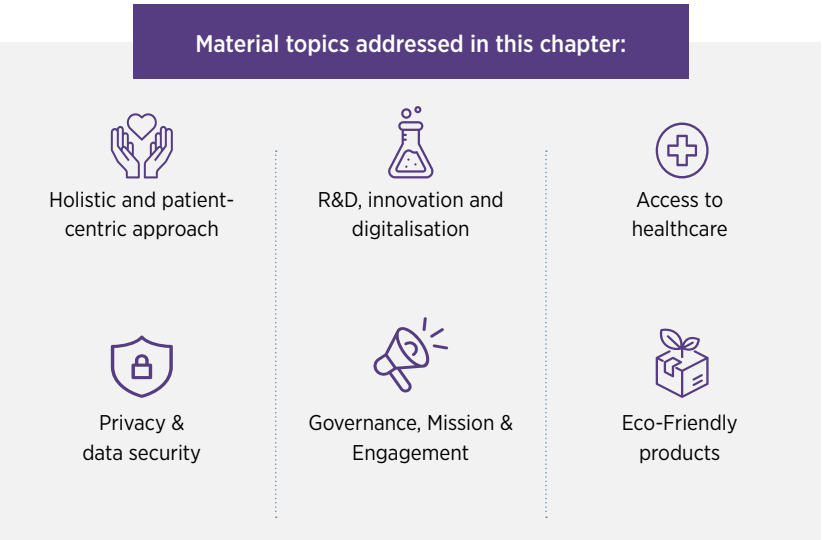 Material topics addressed in this chapter:
Holistic and patient-
centric approach
R&D, innovation and
digitalisation
Access to
healthcare
Privacy &
data security
Governance, Mission &
Engagement
Eco-Friendly
products